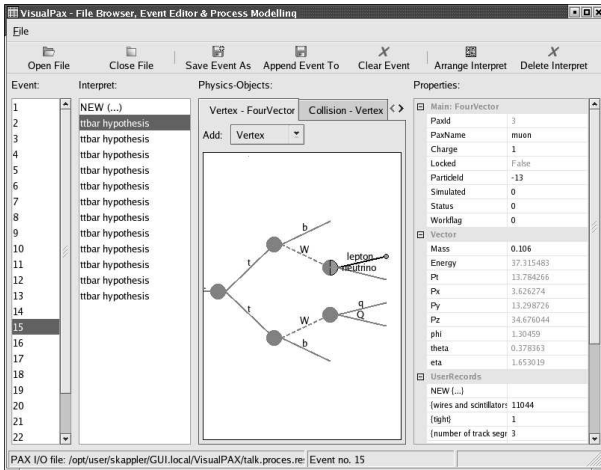 VisualPax - File Browser, Event Editor & Process Modelling
File
Open File Close File Save Event As Append Event To Clear Event Arrange Interpret Delete Interpret
Event: Interpret: Physics-Objects: Properties:
1
2
3
4
5
6
7
8
9
10
11
12
13
14
15
16
17
18
19
20
21
22
NEW (...)
ttbar hypothesis
ttbar hypothesis
ttbar hypothesis
ttbar hypothesis
ttbar hypothesis
ttbar hypothesis
ttbar hypothesis
ttbar hypothesis
ttbar hypothesis
ttbar hypothesis
ttbar hypothesis
ttbar hypothesis
Vertex - FourVector Collision - Vertex
Add: Vertex
b
W
lepton
neutrino
t
t
q
Q
W
b
Main: FourVector
PaxId 3
PaxName muon
Charge 1
Locked False
ParticleId -13
Simulated 0
Status 0
Workflag 0
Vector
Mass 0.106
Energy 37.315483
Pt 13.784266
Px 3.626274
Py 13.298726
Pz 34.676044
phi 1.30459
theta 0.378363
eta 1.653019
UserRecords
NEW (...)
(wires and scintillators 11044
(tight) 1
(number of track segr 3
PAX I/O file: /opt/user/skappler/GUI.local/VisualPAX/talk.proces.re: Event no. 15